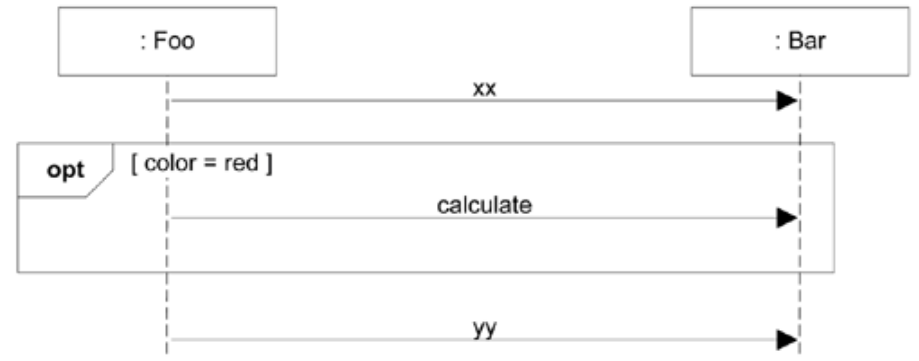 : Foo
: Bar
xx
opt
[ color = red ]
calculate
yy